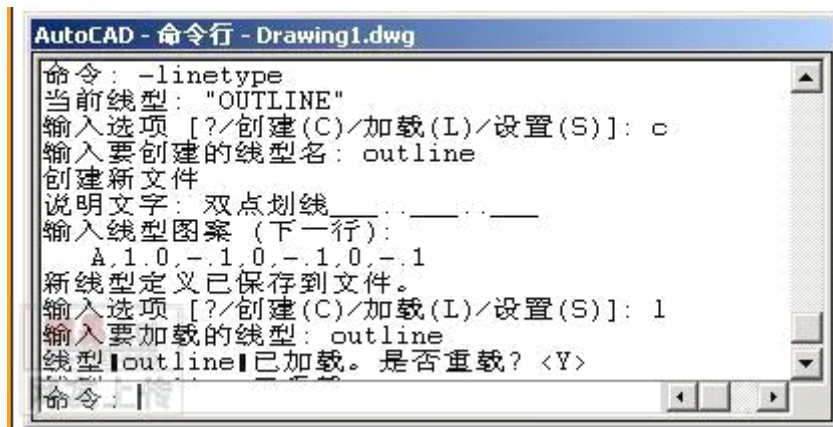 AutoCAD - 命令行 - Drawing1.dwg
命令: -linetype
当前线型: "OUTLINE"
输入选项 [?/创建(C)/加载(L)/设置(S)]: c
输入要创建的线型名: outline
创建新文件
说明文字: 双点划线___ . . ___ . . ___
输入线型图案 (下一行):
A,1.0,-.1,0,-.1,0,-.1
新线型定义已保存到文件。
输入选项 [?/创建(C)/加载(L)/设置(S)]: l
输入要加载的线型: outline
线型 outline 已加载。是否重载? <Y>
命令:
上传